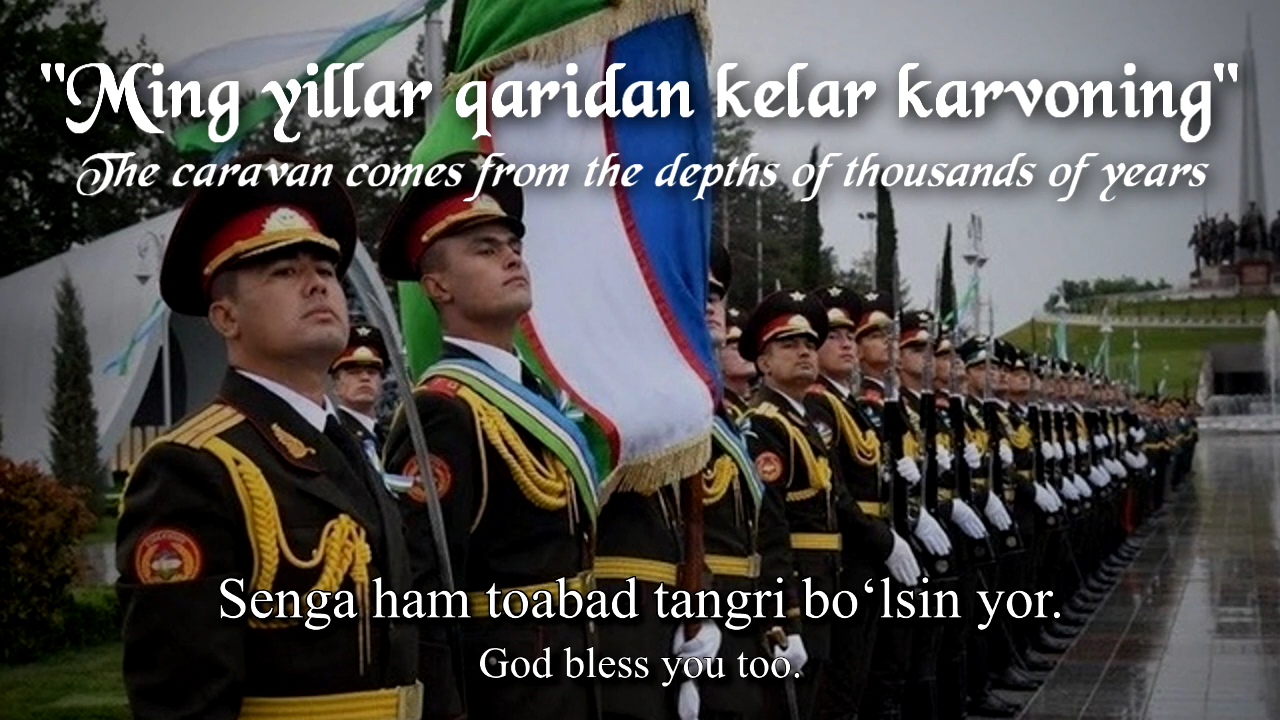 "Ming yillar qaridan kelar karvoning"
The caravan comes from the depths of thousands of years
Senga ham toabad tangri bo‘lsin yor.
God bless you too.